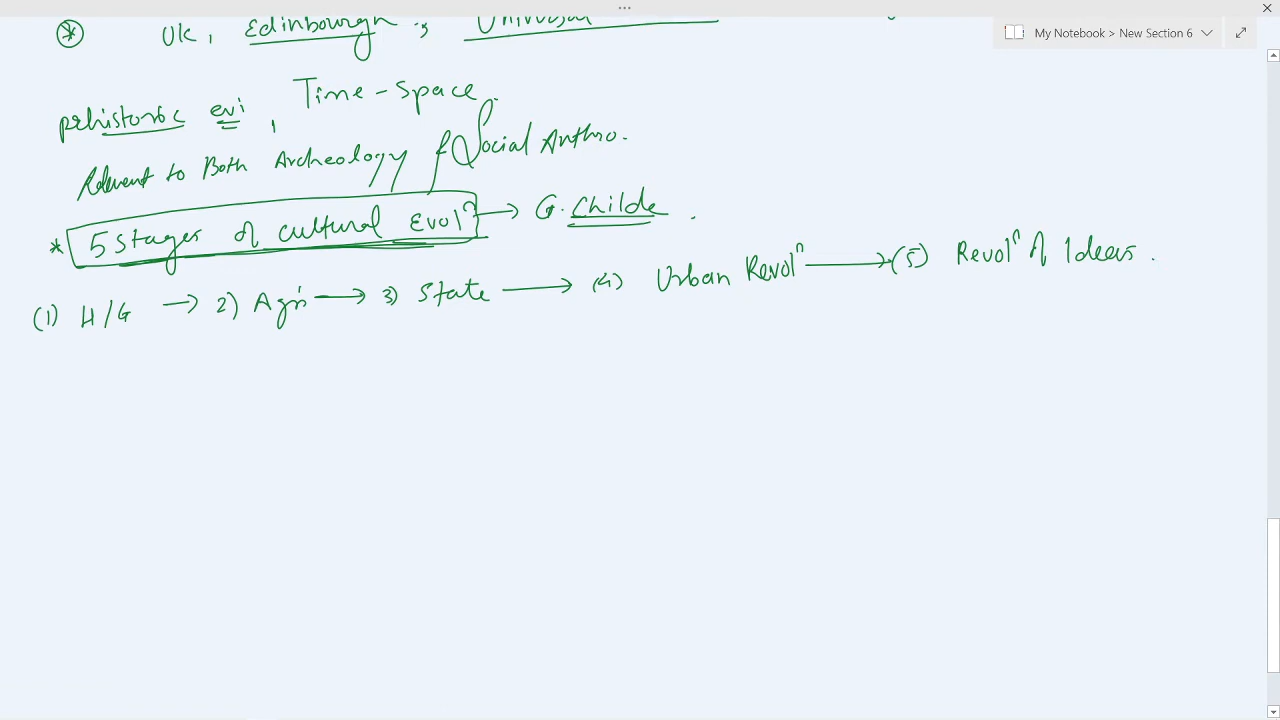 My Notebook > New Section 6
UK, Edinbourgh
prehistoric evi, Time - Space.
Relevent to Both Archeology & Social Anthro.
* 5 stages of cultural Evolⁿ → G. Childe.
(1) H/G → 2) Agri → 3) State → (4) Urban Revolⁿ → (5) Revolⁿ of Ideas.